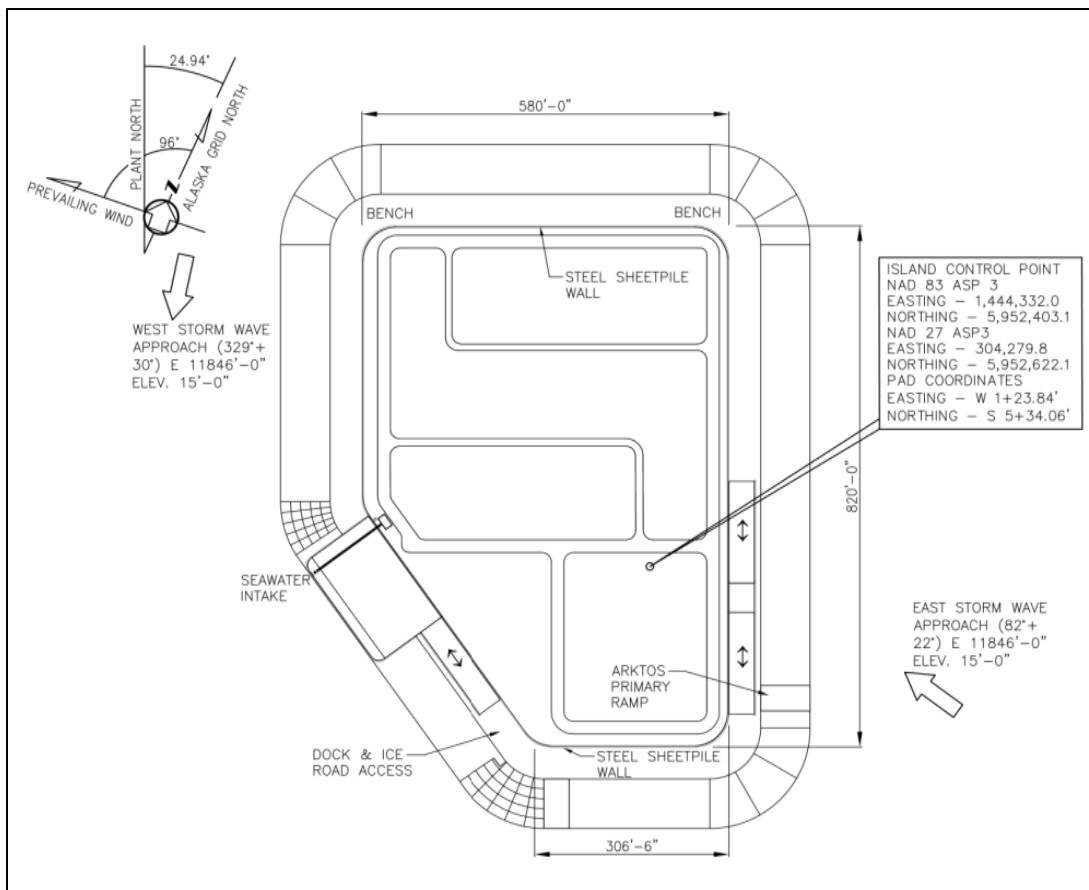 24.94°
PLANT NORTH
96°
ALASKA GRID NORTH
N
PREVAILING WIND
WEST STORM WAVE
APPROACH (329°+
30°) E 11846'-0"
ELEV. 15'-0"
580'-0"
BENCH
BENCH
STEEL SHEETPILE
WALL
ISLAND CONTROL POINT
NAD 83 ASP 3
EASTING – 1,444,332.0
NORTHING – 5,952,403.1
NAD 27 ASP3
EASTING – 304,279.8
NORTHING – 5,952,622.1
PAD COORDINATES
EASTING – W 1+23.84'
NORTHING – S 5+34.06'
820'-0"
SEAWATER
INTAKE
EAST STORM WAVE
APPROACH (82°+
22°) E 11846'-0"
ELEV. 15'-0"
ARKTOS
PRIMARY
RAMP
DOCK & ICE
ROAD ACCESS
STEEL SHEETPILE
WALL
306'-6"